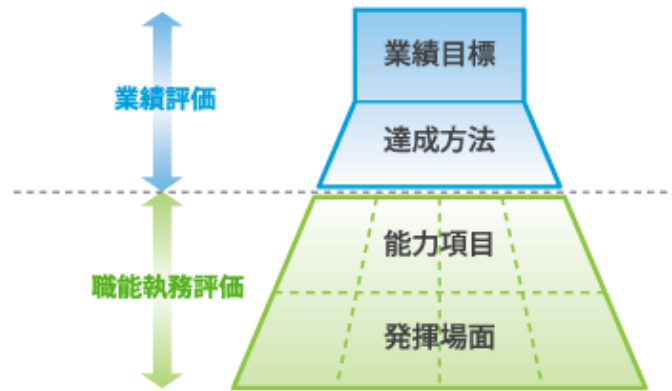 業績目標
業績評価
達成方法
能力項目
職能執務評価
発揮場面